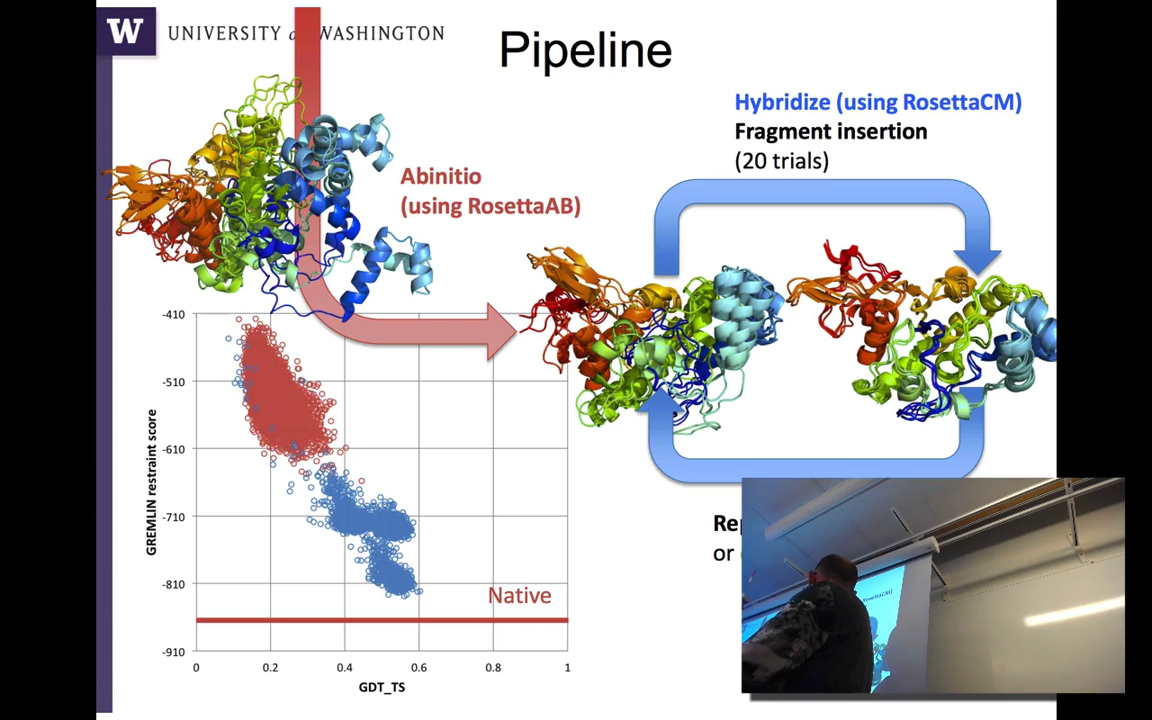 W
UNIVERSITY of WASHINGTON
Pipeline
Hybridize (using RosettaCM)
Fragment insertion
(20 trials)
Abinitio
(using RosettaAB)
-410
-510
-610
-710
-810
-910
GREMLIN restraint score
Native
0
0.2
0.4
0.6
0.8
1
GDT_TS
or